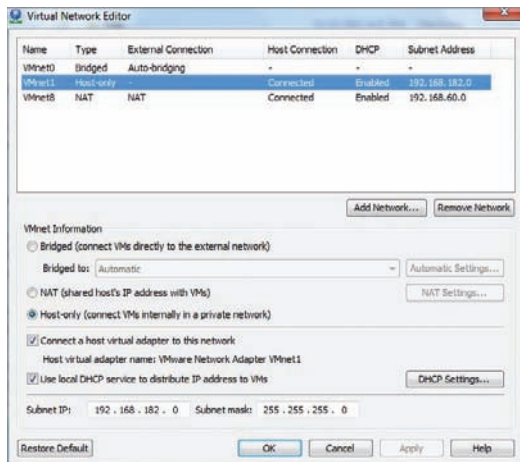 Virtual Network Editor
Name Type External Connection Host Connection DHCP Subnet Address
VMnet0 Bridged Auto-bridging - - -
VMnet1 Host-only - Connected Enabled 192.168.182.0
VMnet8 NAT NAT Connected Enabled 192.168.60.0
Add Network... Remove Network
VMnet Information
Bridged (connect VMs directly to the external network)
Bridged to: Automatic Automatic Settings...
NAT (shared host's IP address with VMs) NAT Settings...
Host-only (connect VMs internally in a private network)
Connect a host virtual adapter to this network
Host virtual adapter name: VMware Network Adapter VMnet1
Use local DHCP service to distribute IP address to VMs DHCP Settings...
Subnet IP: 192 . 168 . 182 . 0 Subnet mask: 255 . 255 . 255 . 0
Restore Default OK Cancel Apply Help